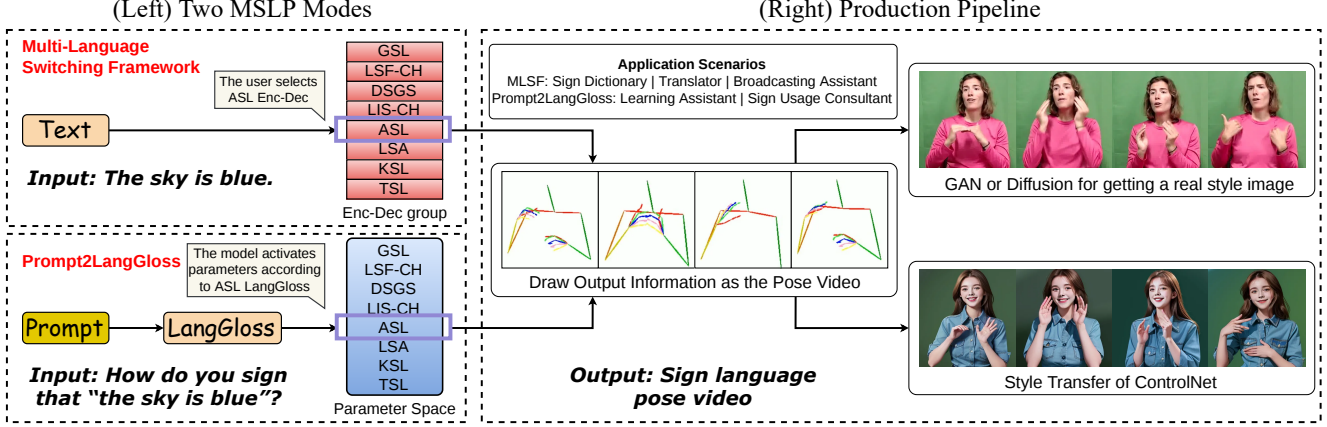 (Left) Two MSLP Modes
Multi-Language
Switching Framework
The user selects
ASL Enc-Dec
Text
Input: The sky is blue.
GSL
LSF-CH
DSGS
LIS-CH
ASL
LSA
KSL
TSL
Enc-Dec group
Prompt2LangGloss
The model activates
parameters according
to ASL LangGloss
Prompt
LangGloss
Input: How do you sign
that “the sky is blue”?
GSL
LSF-CH
DSGS
LIS-CH
ASL
LSA
KSL
TSL
Parameter Space
(Right) Production Pipeline
Application Scenarios
MLSF: Sign Dictionary | Translator | Broadcasting Assistant
Prompt2LangGloss: Learning Assistant | Sign Usage Consultant
Draw Output Information as the Pose Video
Output: Sign language
pose video
GAN or Diffusion for getting a real style image
Style Transfer of ControlNet